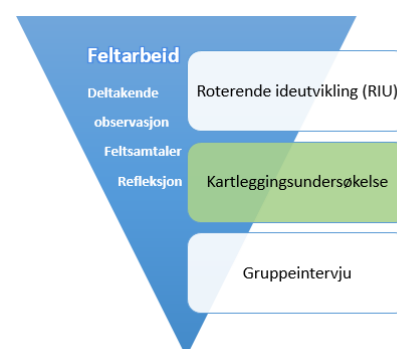 Feltarbeid
Deltakende
observasjon
Feltsamtaler
Refleksjon
Roterende ideutvikling (RIU)
Kartleggingsundersøkelse
Gruppeintervju